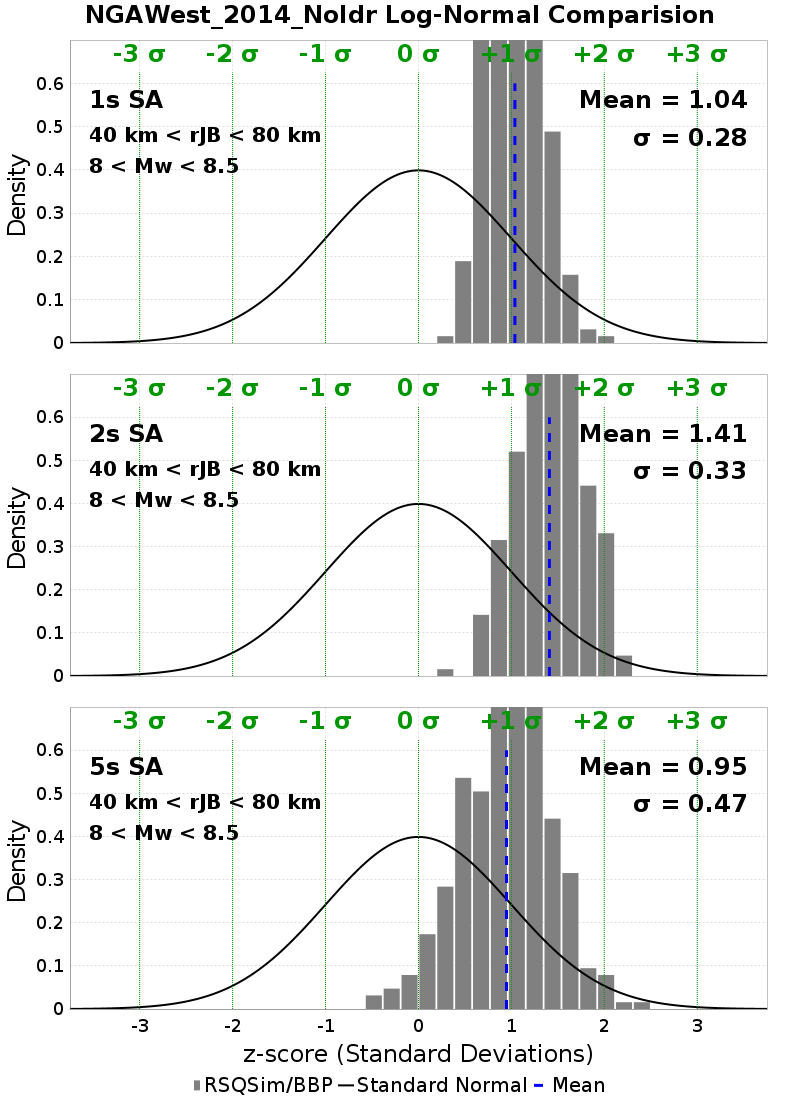 NGAWest_2014_NoIdr Log-Normal Comparision
-3 σ -2 σ -1 σ 0 σ +1 σ +2 σ +3 σ
1s SA
Mean = 1.04
40 km < rJB < 80 km
σ = 0.28
8 < Mw < 8.5
0.6
0.5
0.4
0.3
0.2
0.1
0
Density
-3 σ -2 σ -1 σ 0 σ +1 σ +2 σ +3 σ
2s SA
Mean = 1.41
40 km < rJB < 80 km
σ = 0.33
8 < Mw < 8.5
0.6
0.5
0.4
0.3
0.2
0.1
0
Density
-3 σ -2 σ -1 σ 0 σ +1 σ +2 σ +3 σ
5s SA
Mean = 0.95
40 km < rJB < 80 km
σ = 0.47
8 < Mw < 8.5
0.6
0.5
0.4
0.3
0.2
0.1
0
Density
-3 -2 -1 0 1 2 3
z-score (Standard Deviations)
RSQSim/BBP Standard Normal Mean